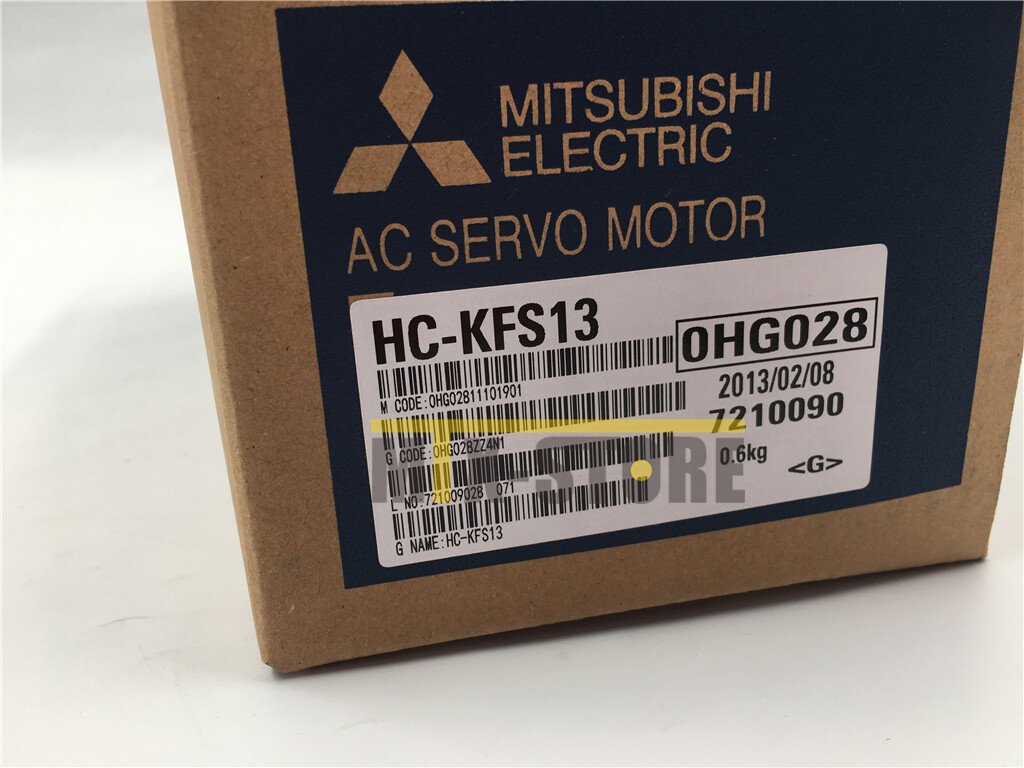 MITSUBISHI
ELECTRIC
AC SERVO MOTOR
HC-KFS13
0HG028
M CODE:0HG02811101901
2013/02/08
7210090
G CODE:0HG028ZZ4N1
0.6kg
<G>
L NO:721009028 071
G NAME:HC-KFS13
STORE